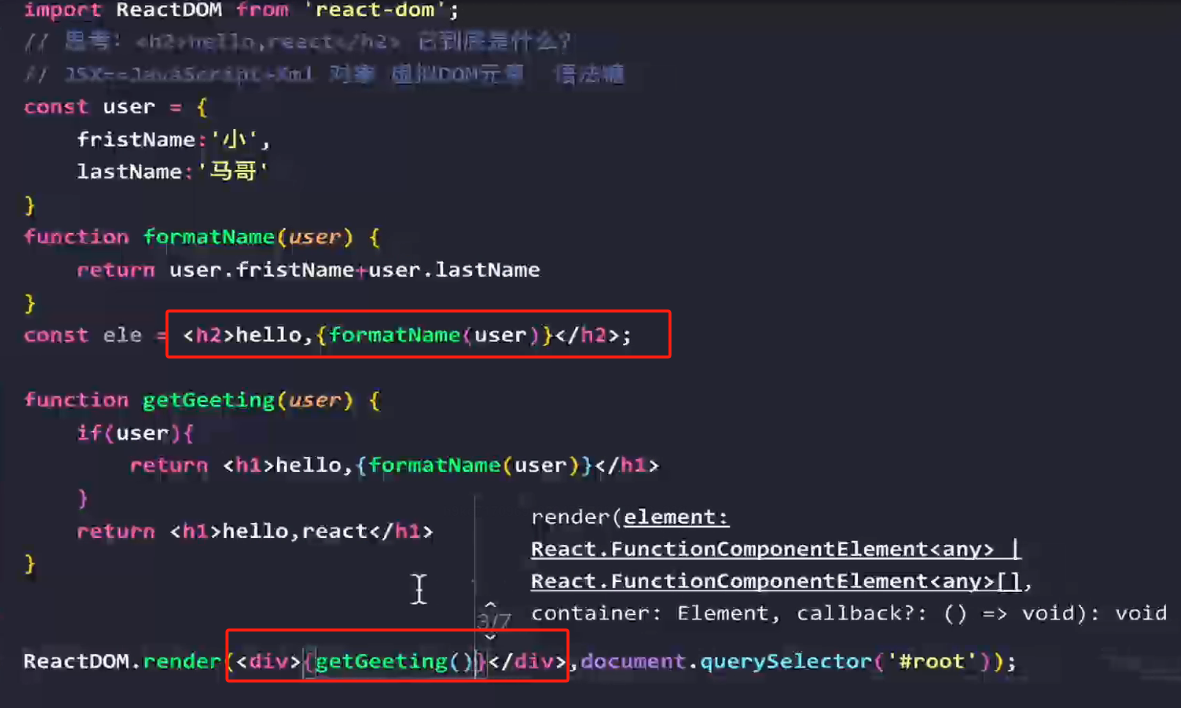 import ReactDOM from 'react-dom';
// 思考: <h2>hello,react</h2> 它到底是什么?
// JSX==JavaScript+Xml 对象 虚拟DOM元素 语法糖
const user = {
fristName:'小',
lastName:'马哥'
}
function formatName(user) {
return user.fristName+user.lastName
}
const ele = <h2>hello,{formatName(user)}</h2>;
function getGeeting(user) {
if(user){
return <h1>hello,{formatName(user)}</h1>
}
return <h1>hello,react</h1>
}
render(element:
React.FunctionComponentElement<any> |
React.FunctionComponentElement<any>[],
3/7
container: Element, callback?: () => void): void
ReactDOM.render(<div>{getGeeting()}</div>,document.querySelector('#root'));